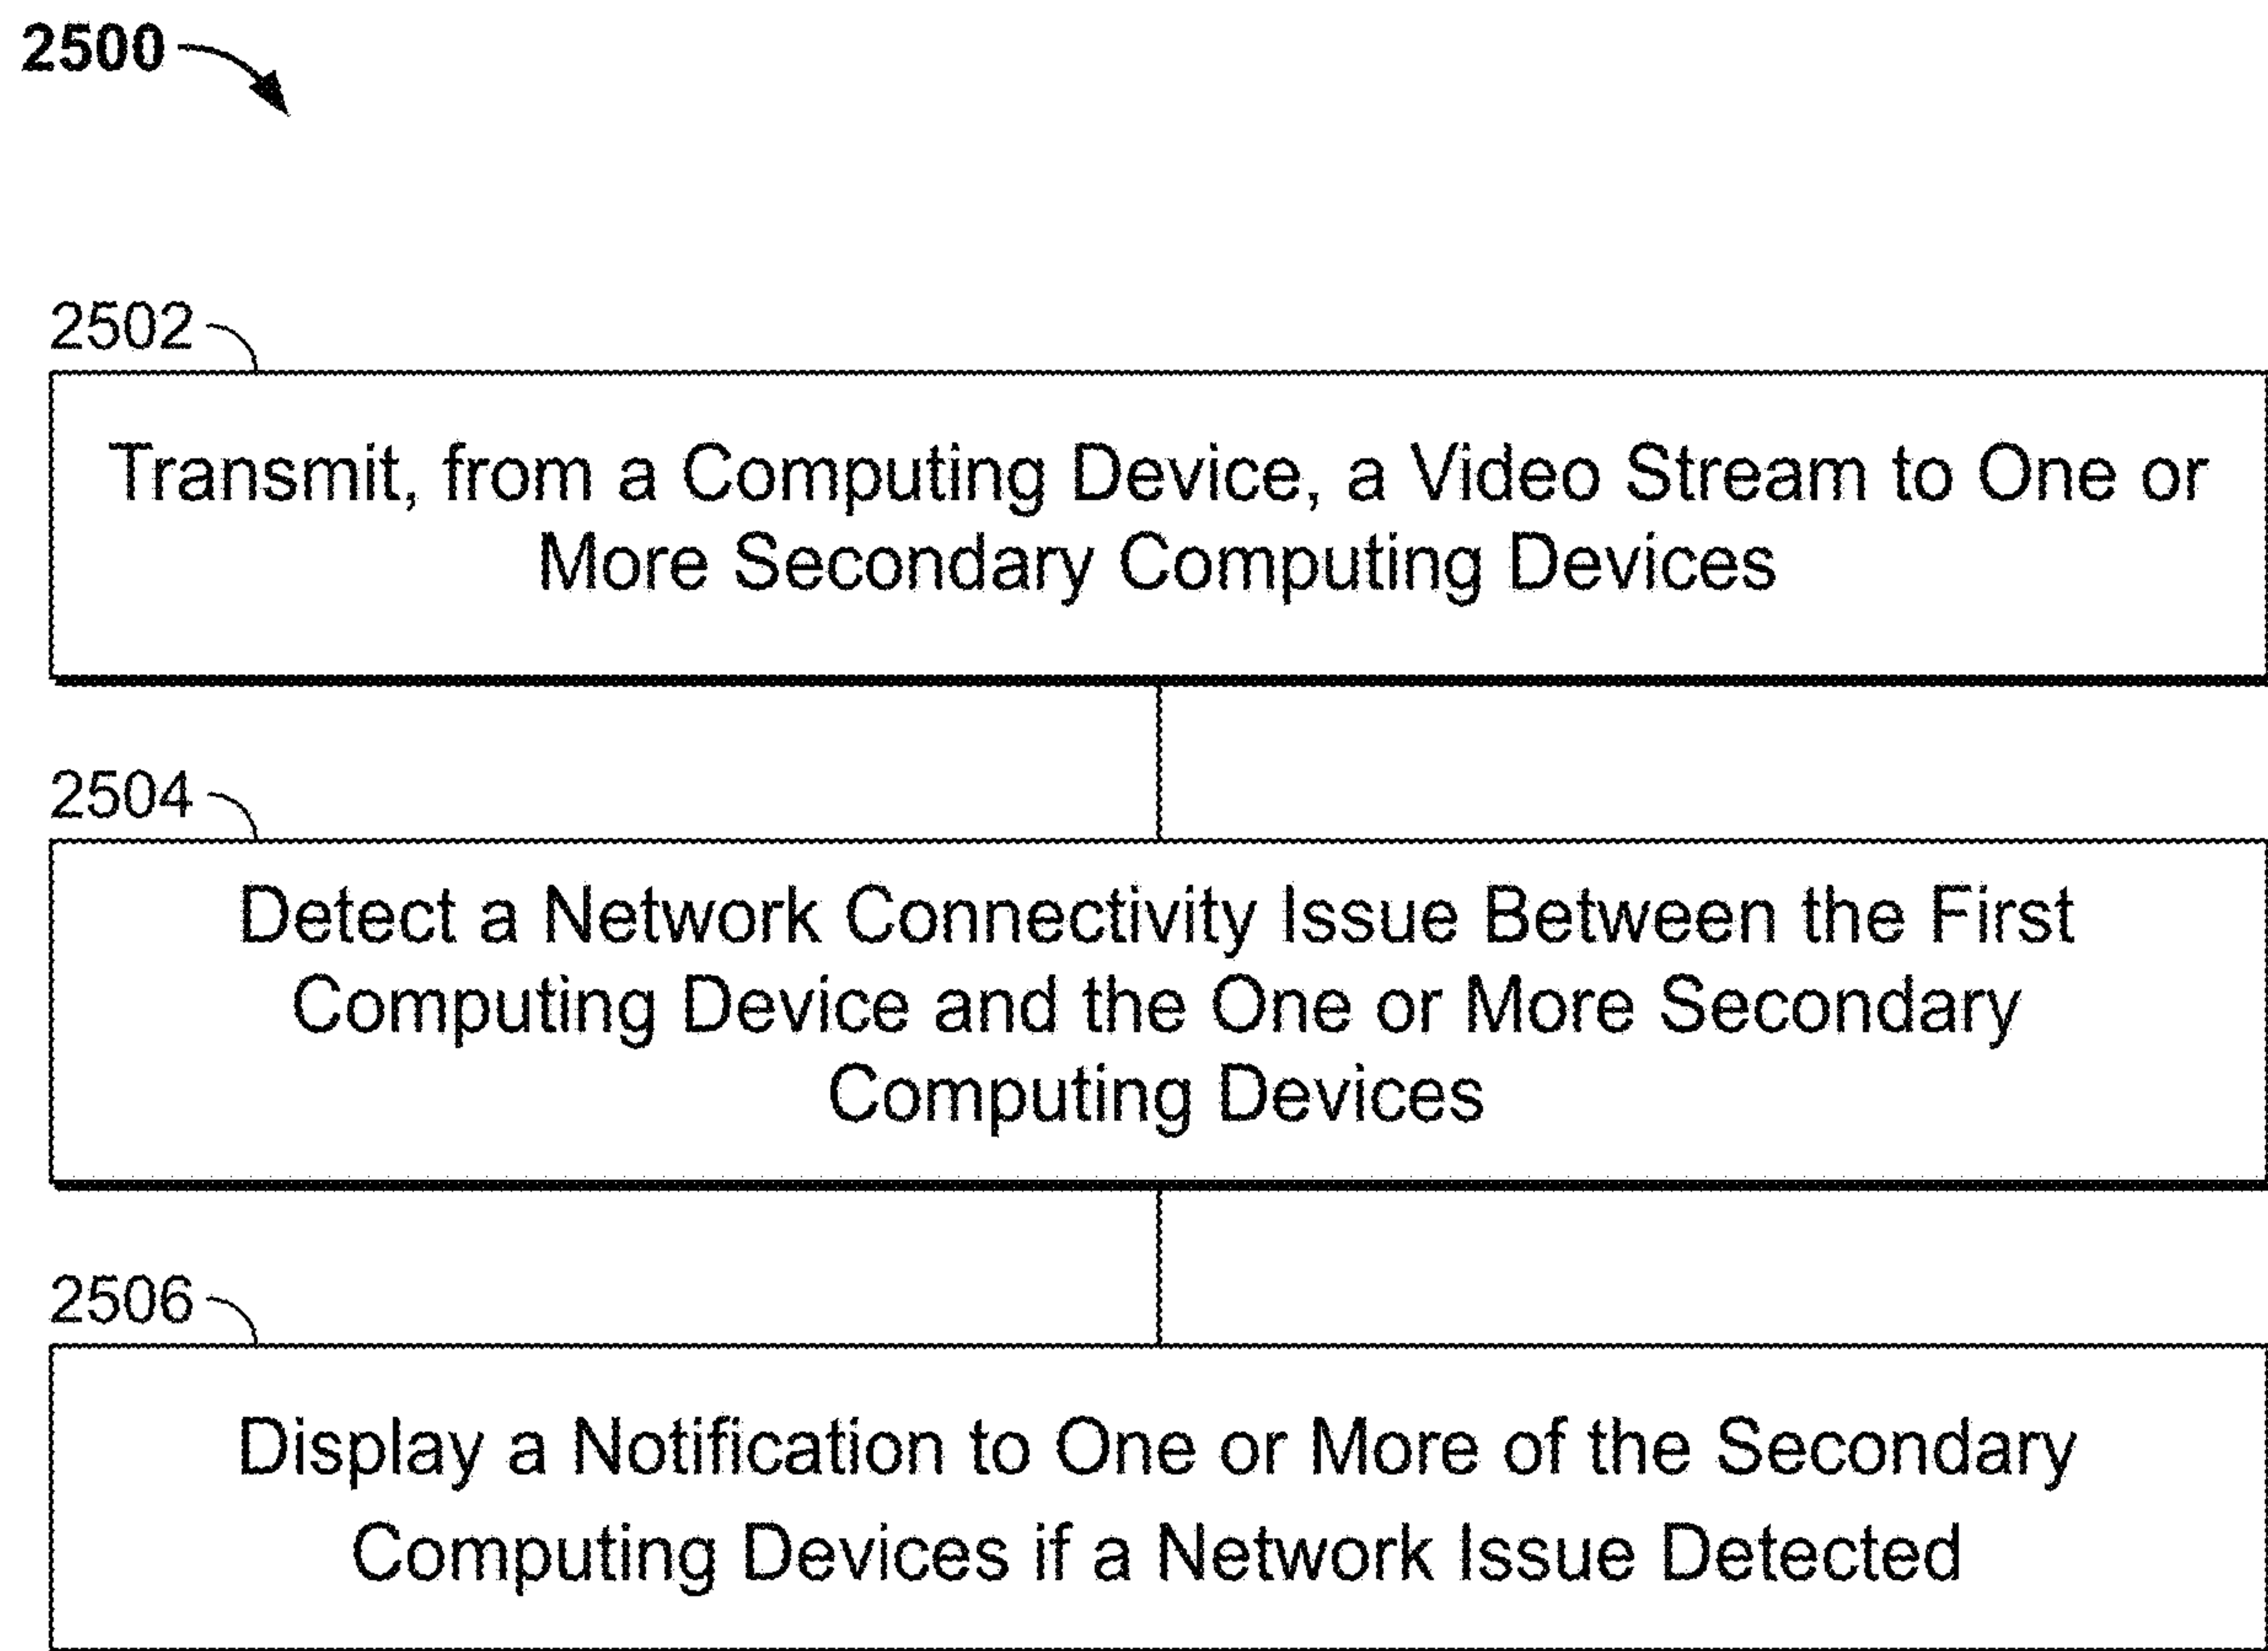 2500
2502
Transmit, from a Computing Device, a Video Stream to One or
More Secondary Computing Devices
2504
Detect a Network Connectivity Issue Between the First
Computing Device and the One or More Secondary
Computing Devices
2506
Display a Notification to One or More of the Secondary
Computing Devices if a Network Issue Detected